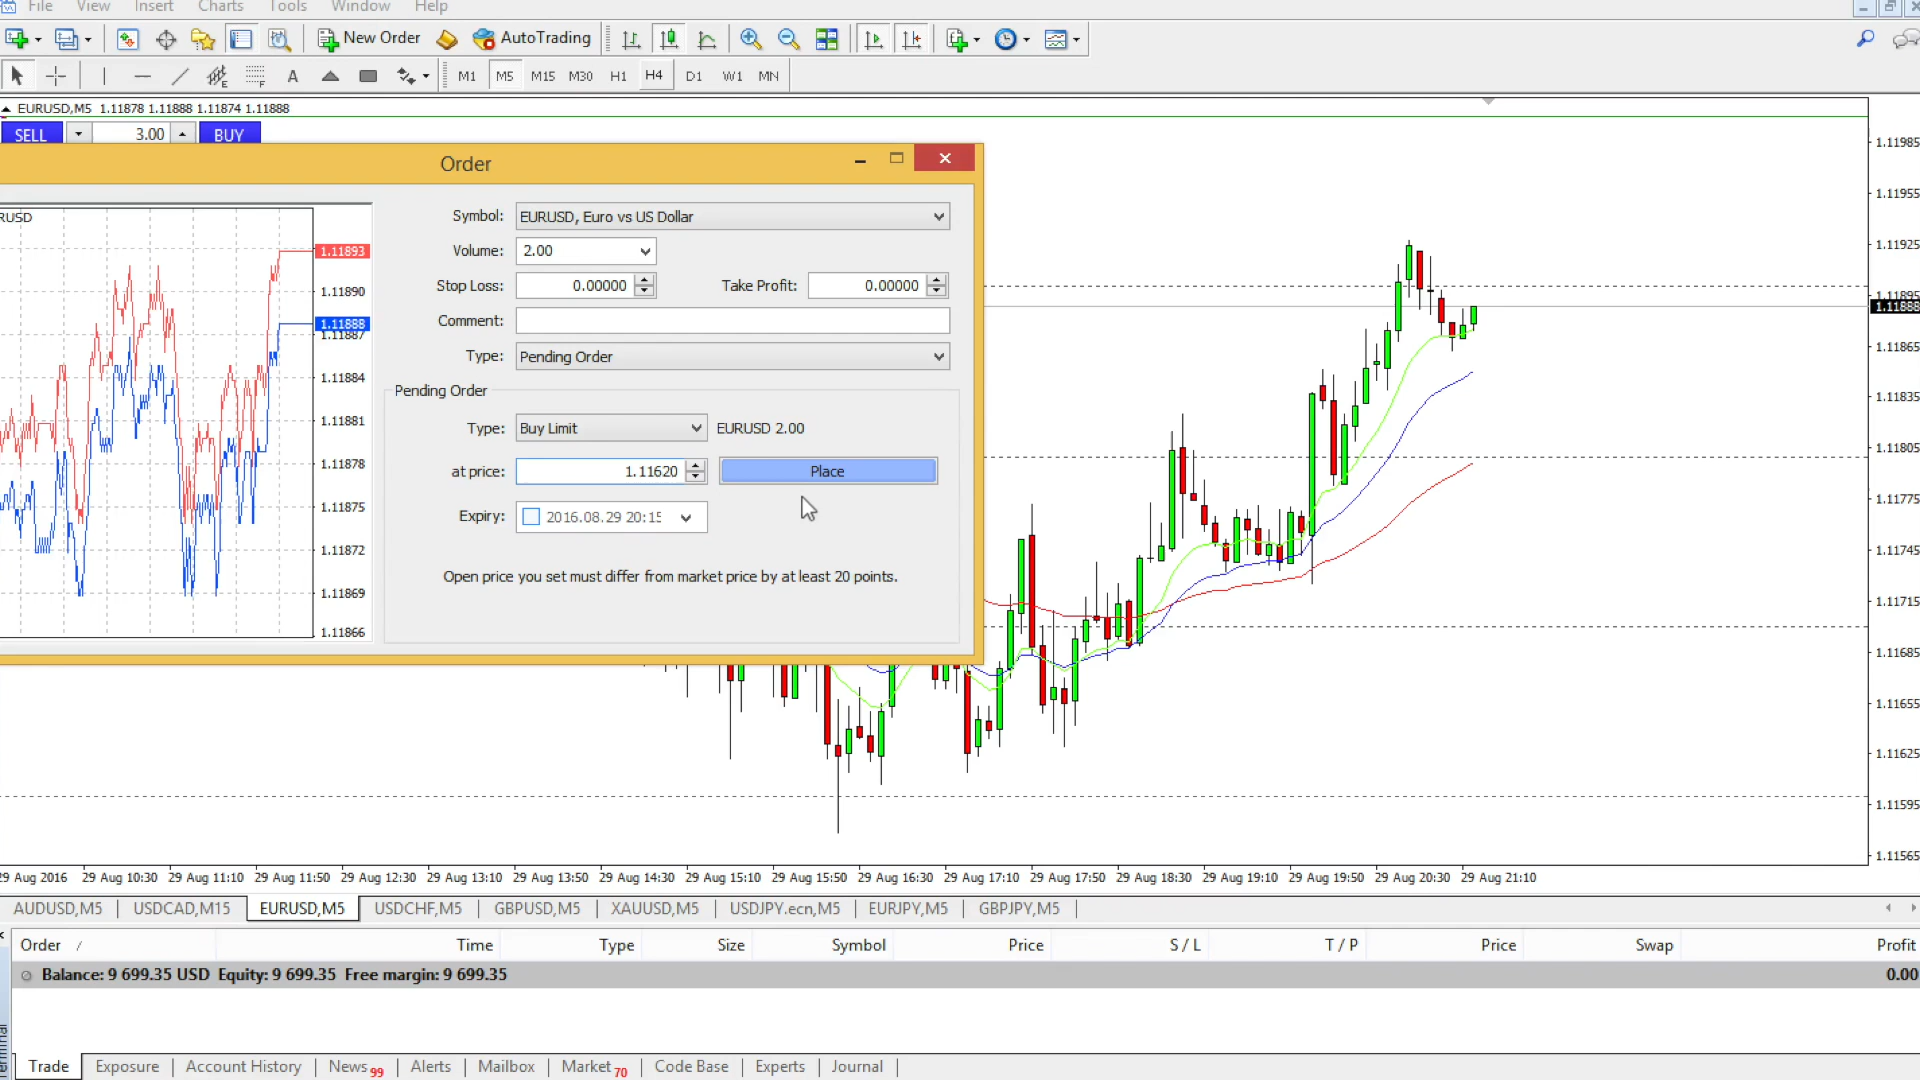 File View Insert Charts Tools Window Help
New Order AutoTrading
A M1 M5 M15 M30 H1 H4 D1 W1 MN
EURUSD,M5 1.11878 1.11888 1.11874 1.11888
SELL 3.00 BUY
Order
RUSD
1.11893
1.11890
1.11888
1.11887
1.11884
1.11881
1.11878
1.11875
1.11872
1.11869
1.11866
Symbol: EURUSD, Euro vs US Dollar
Volume: 2.00
Stop Loss: 0.00000 Take Profit: 0.00000
Comment:
Type: Pending Order
Pending Order
Type: Buy Limit EURUSD 2.00
at price: 1.11620 Place
Expiry: 2016.08.29 20:15
Open price you set must differ from market price by at least 20 points.
1.11985
1.11955
1.11925
1.11895
1.11888
1.11865
1.11835
1.11805
1.11775
1.11745
1.11715
1.11685
1.11655
1.11625
1.11595
1.11565
29 Aug 2016 29 Aug 10:30 29 Aug 11:10 29 Aug 11:50 29 Aug 12:30 29 Aug 13:10 29 Aug 13:50 29 Aug 14:30 29 Aug 15:10 29 Aug 15:50 29 Aug 16:30 29 Aug 17:10 29 Aug 17:50 29 Aug 18:30 29 Aug 19:10 29 Aug 19:50 29 Aug 20:30 29 Aug 21:10
AUDUSD,M5 USDCAD,M15 EURUSD,M5 USDCHF,M5 GBPUSD,M5 XAUUSD,M5 USDJPY.ecn,M5 EURJPY,M5 GBPJPY,M5
Order / Time Type Size Symbol Price S / L T / P Price Swap Profit
Balance: 9 699.35 USD Equity: 9 699.35 Free margin: 9 699.35 0.00
Terminal
Trade Exposure Account History News 99 Alerts Mailbox Market 70 Code Base Experts Journal